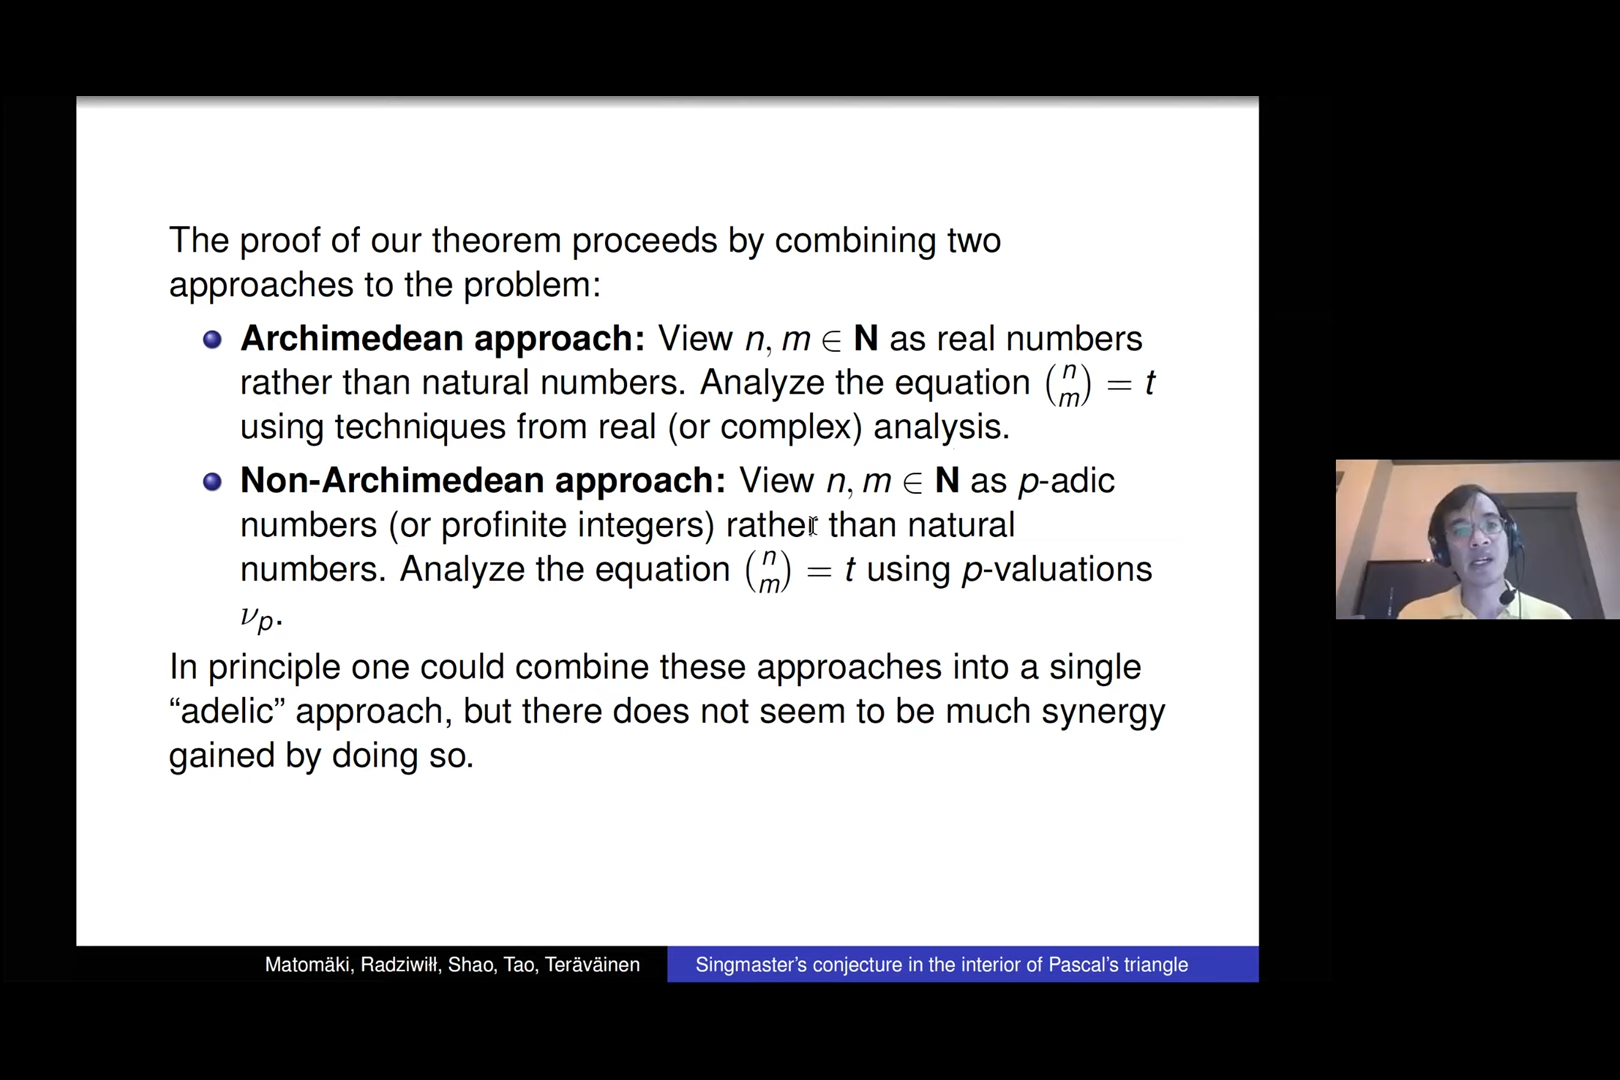 The proof of our theorem proceeds by combining two
approaches to the problem:
Archimedean approach: View n, m ∈ N as real numbers
rather than natural numbers. Analyze the equation (n m) = t
using techniques from real (or complex) analysis.
Non-Archimedean approach: View n, m ∈ N as p-adic
numbers (or profinite integers) rather than natural
numbers. Analyze the equation (n m) = t using p-valuations
νp.
In principle one could combine these approaches into a single
“adelic” approach, but there does not seem to be much synergy
gained by doing so.
Matomäki, Radziwiłł, Shao, Tao, Teräväinen
Singmaster’s conjecture in the interior of Pascal’s triangle